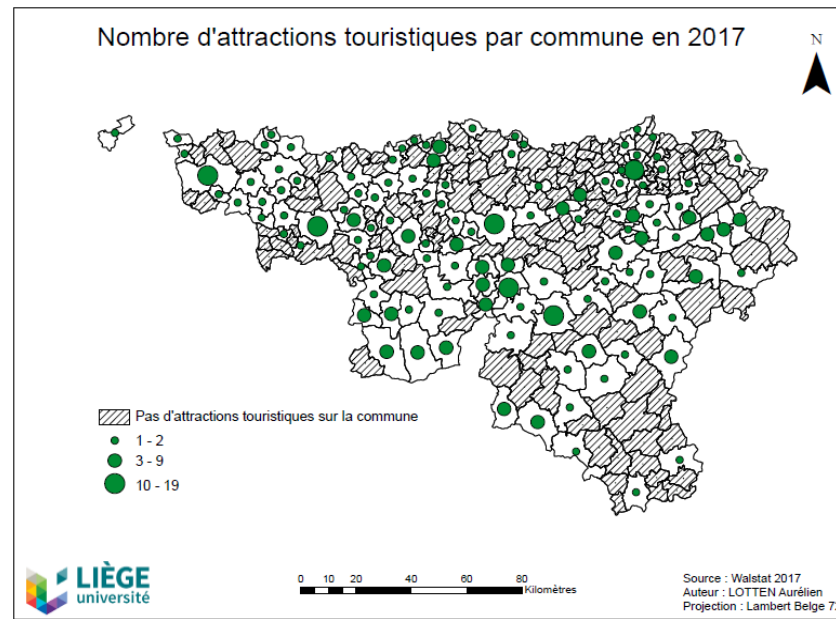 Nombre d'attractions touristiques par commune en 2017
N
Pas d'attractions touristiques sur la commune
1 - 2
3 - 9
10 - 19
LIÈGE
université
0 10 20 40 60 80
Kilomètres
Source : Walstat 2017
Auteur : LOTTEN Aurélien
Projection : Lambert Belge 72